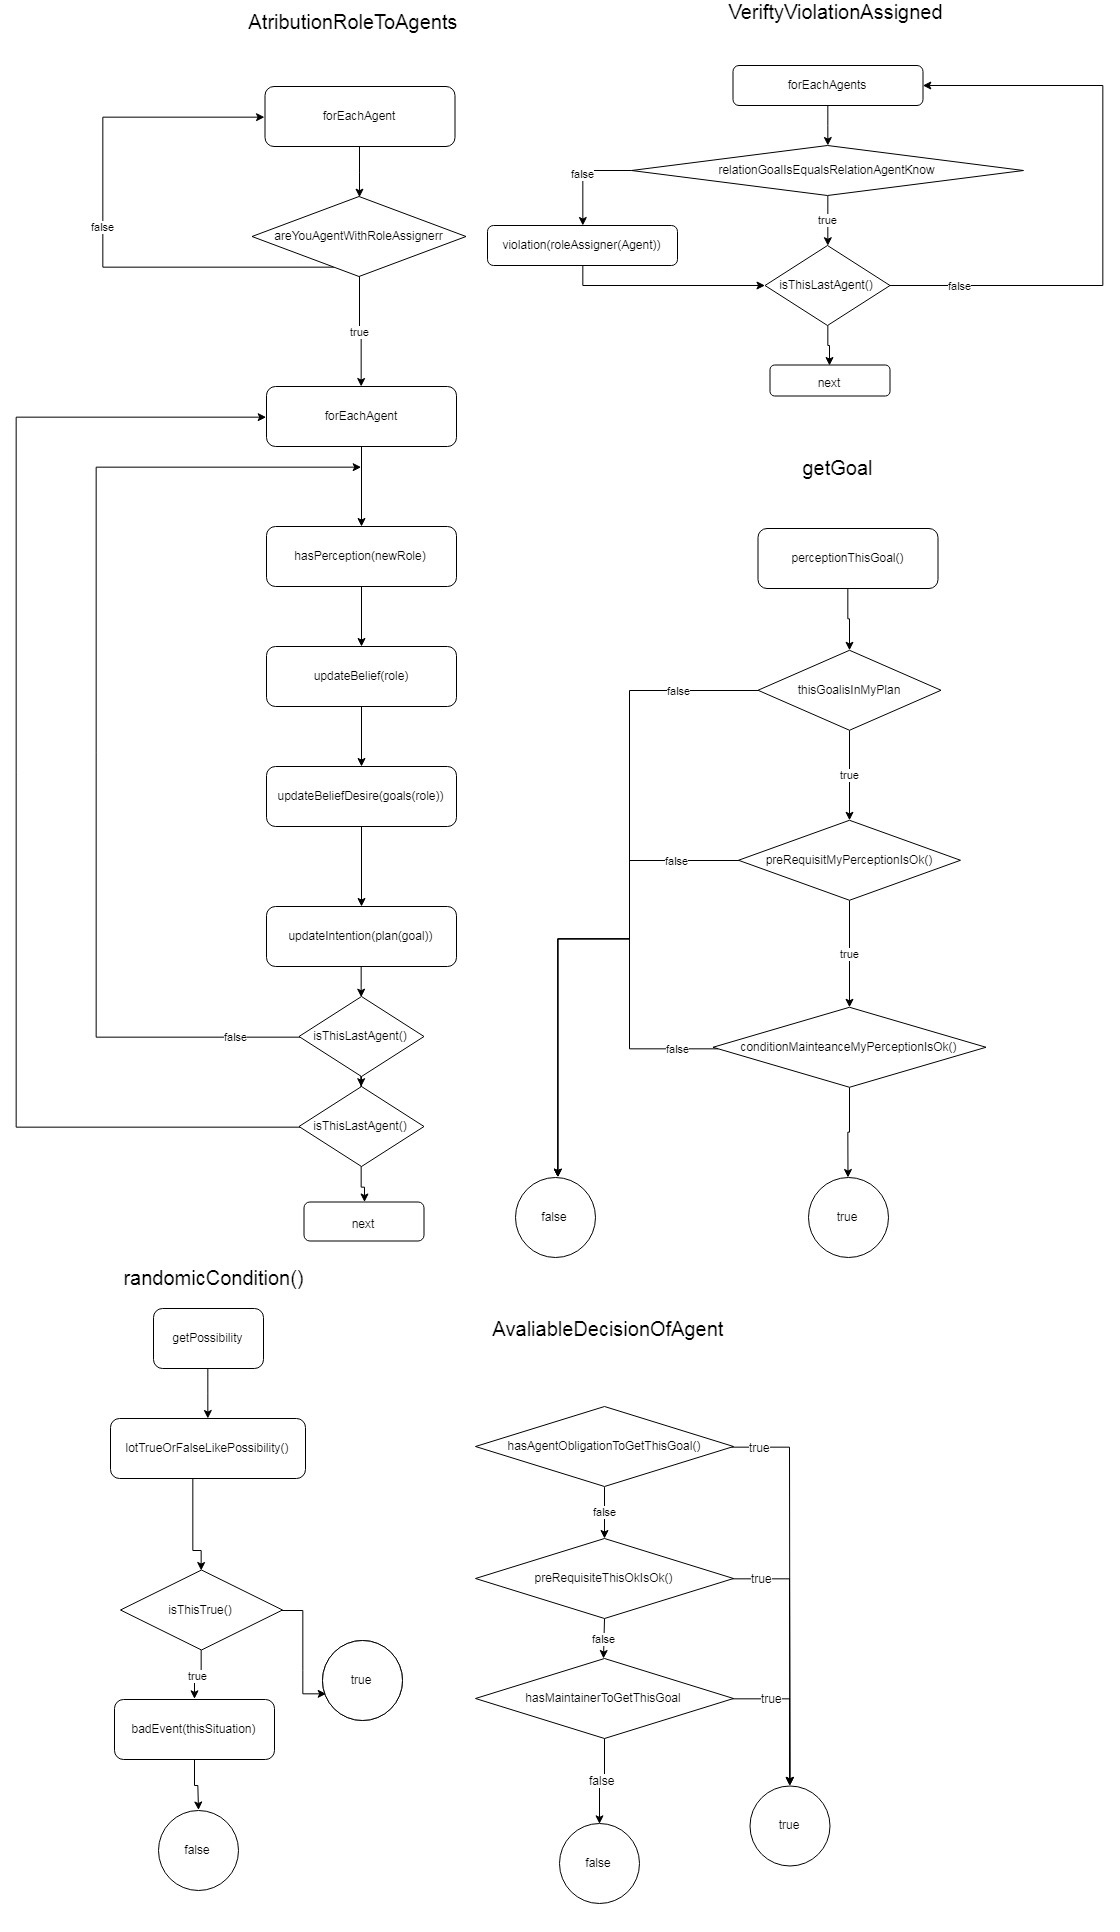 AtributionRoleToAgents
forEachAgent
false
areYouAgentWithRoleAssignerr
true
forEachAgent
hasPerception(newRole)
updateBelief(role)
updateBeliefDesire(goals(role))
updateIntention(plan(goal))
false
isThisLastAgent()
isThisLastAgent()
next
VeriftyViolationAssigned
forEachAgents
relationGoalIsEqualsRelationAgentKnow
false
true
violation(roleAssigner(Agent))
isThisLastAgent()
false
next
getGoal
perceptionThisGoal()
false
thisGoalisInMyPlan
true
false
preRequisitMyPerceptionIsOk()
true
false
conditionMainteanceMyPerceptionIsOk()
false
true
randomicCondition()
getPossibility
lotTrueOrFalseLikePossibility()
isThisTrue()
true
true
badEvent(thisSituation)
false
AvaliableDecisionOfAgent
hasAgentObligationToGetThisGoal()
true
false
preRequisiteThisOkIsOk()
true
false
hasMaintainerToGetThisGoal
true
false
true
false